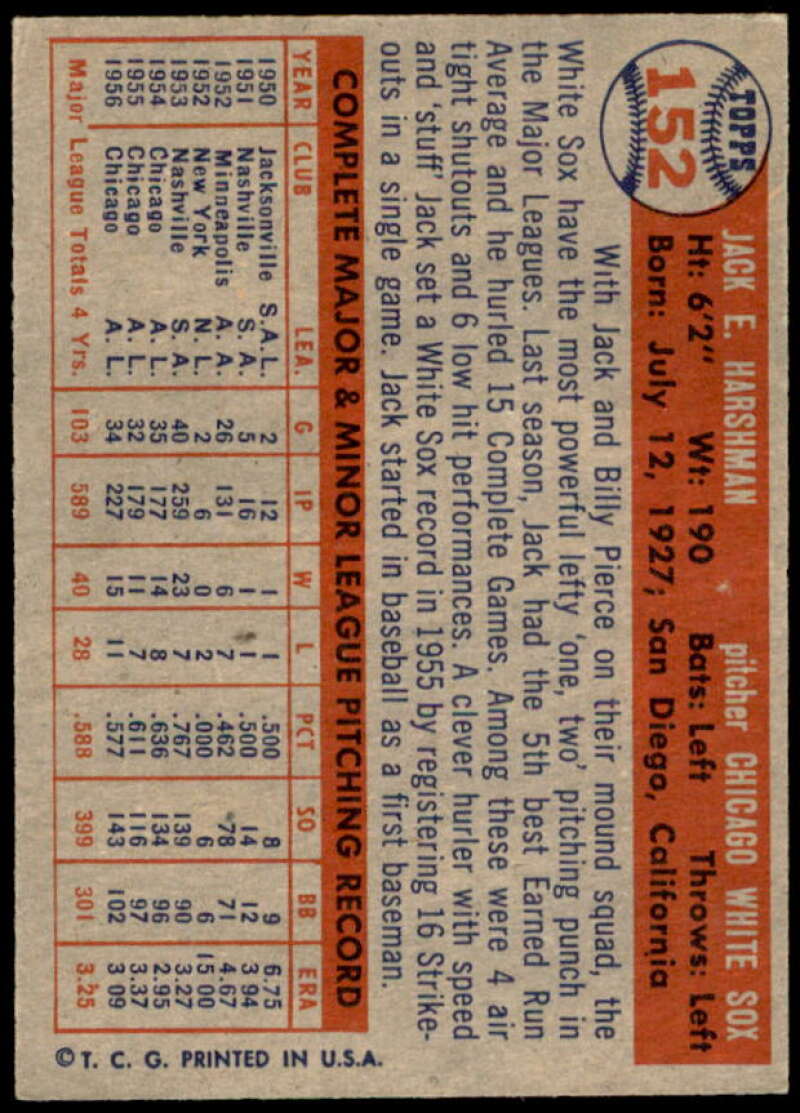 TOPPS
152
JACK E. HARSHMAN pitcher CHICAGO WHITE SOX
Ht: 6'2" Wt: 190 Bats: Left Throws: Left
Born: July 12, 1927; San Diego, California
With Jack and Billy Pierce on their mound squad, the
White Sox have the most powerful lefty 'one, two' pitching punch in
the Major Leagues. Last season, Jack had the 5th best Earned Run
Average and he hurled 15 Complete Games. Among these were 4 air
tight shutouts and 6 low hit performances. A clever hurler with speed
and 'stuff' Jack set a White Sox record in 1955 by registering 16 Strike-
outs in a single game. Jack started in baseball as a first baseman.
COMPLETE MAJOR & MINOR LEAGUE PITCHING RECORD
YEAR CLUB LEA. G IP W L PCT SO BB ERA
1950 Jacksonville S.A.L. 2 12 1 1 .500 8 9 6.75
1951 Nashville S. A. 5 16 1 1 .500 14 12 3.94
1952 Minneapolis A. A. 26 131 6 7 .462 78 71 4.67
1952 New York N. L. 2 6 0 2 .000 6 6 15 00
1953 Nashville S. A. 40 259 23 7 .767 139 90 3.27
1954 Chicago A. L. 35 177 14 8 .636 134 96 2.95
1955 Chicago A. L. 32 179 11 7 .611 116 97 3.37
1956 Chicago A. L. 34 227 15 11 .577 143 102 3 09
Major League Totals 4 Yrs. 103 589 40 28 .588 399 301 3.25
© T. C. G. PRINTED IN U.S.A.